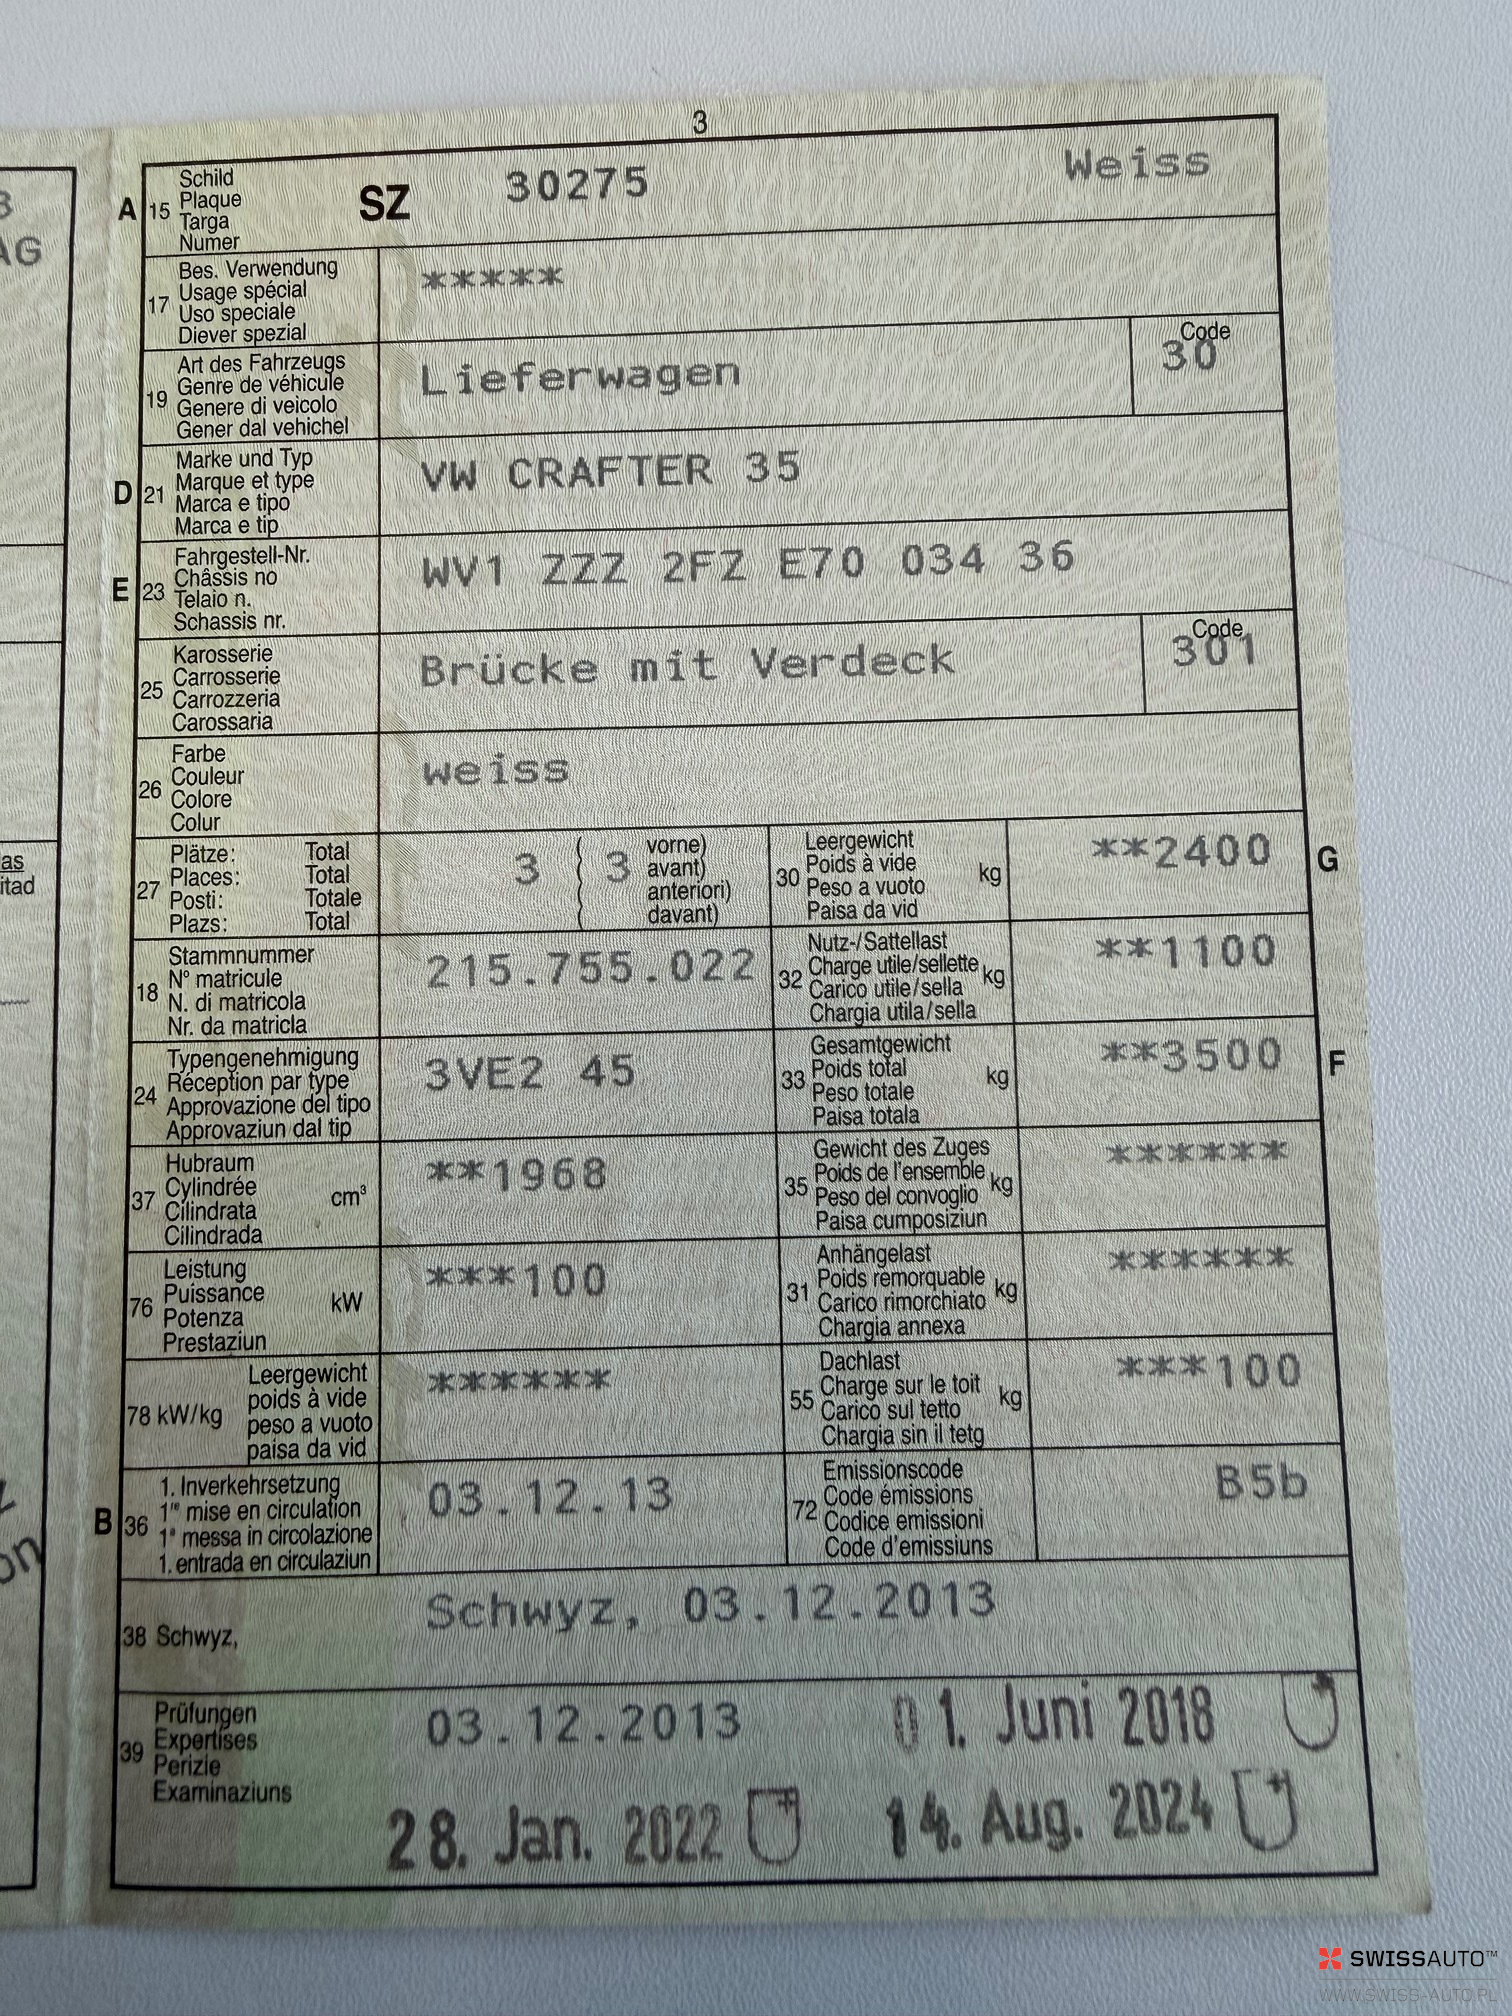 3
AG
as
itad
on
A 15 Schild
Plaque
Targa
Numer
SZ 30275 Weiss
17 Bes. Verwendung
Usage spécial
Uso speciale
Diever spezial
*****
19 Art des Fahrzeugs
Genre de véhicule
Genere di veicolo
Gener dal vehichel
Lieferwagen
Code
30
D 21 Marke und Typ
Marque et type
Marca e tipo
Marca e tip
VW CRAFTER 35
E 23 Fahrgestell-Nr.
Châssis no
Telaio n.
Schassis nr.
WV1 ZZZ 2FZ E70 034 36
25 Karosserie
Carrosserie
Carrozzeria
Carossaria
Brücke mit Verdeck
Code
301
26 Farbe
Couleur
Colore
Colur
weiss
27 Plätze: Total
Places: Total
Posti: Totale
Plazs: Total
3 ( 3 vorne)
avant)
anteriori)
davant)
30 Leergewicht
Poids à vide
Peso a vuoto
Paisa da vid
kg
**2400
G
18 Stammnummer
N° matricule
N. di matricola
Nr. da matricla
215.755.022
32 Nutz-/Sattellast
Charge utile/sellette
Carico utile/sella
Chargia utila/sella
kg
**1100
24 Typengenehmigung
Réception par type
Approvazione del tipo
Approvaziun dal tip
3VE2 45
33 Gesamtgewicht
Poids total
Peso totale
Paisa totala
kg
**3500
F
37 Hubraum
Cylindrée
Cilindrata
Cilindrada
cm³
**1968
35 Gewicht des Zuges
Poids de l'ensemble
Peso del convoglio
Paisa cumposiziun
kg
******
76 Leistung
Puissance
Potenza
Prestaziun
kW
***100
31 Anhängelast
Poids remorquable
Carico rimorchiato
Chargia annexa
kg
******
78 kW/kg
Leergewicht
poids à vide
peso a vuoto
paisa da vid
******
55 Dachlast
Charge sur le toit
Carico sul tetto
Chargia sin il tetg
kg
***100
B 36 1. Inverkehrsetzung
1re mise en circulation
1a messa in circolazione
1. entrada en circulaziun
03.12.13
72 Emissionscode
Code émissions
Codice emissioni
Code d'emissiuns
B5b
38 Schwyz,
Schwyz, 03.12.2013
39 Prüfungen
Expertises
Perizie
Examinaziuns
03.12.2013 01. Juni 2018
28. Jan. 2022 14. Aug. 2024
SWISSAUTO™
WWW.SWISS-AUTO.PL